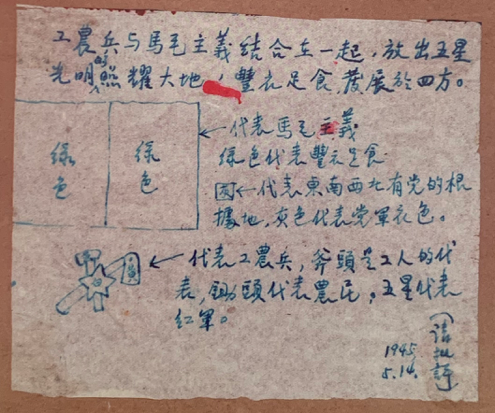 工農兵与馬毛主義結合在一起，放出五星
光明的照耀大地，豐衣足食，發展於四方。
←代表馬毛主義
綠色代表豐衣足食
←代表東南西北有党的根
據地，灰色代表党軍衣色。
綠色
綠色
←代表工農兵，斧頭是工人的代
表，鋤頭代表農民，五星代表
紅軍。
（請批評
1945.
5.14.